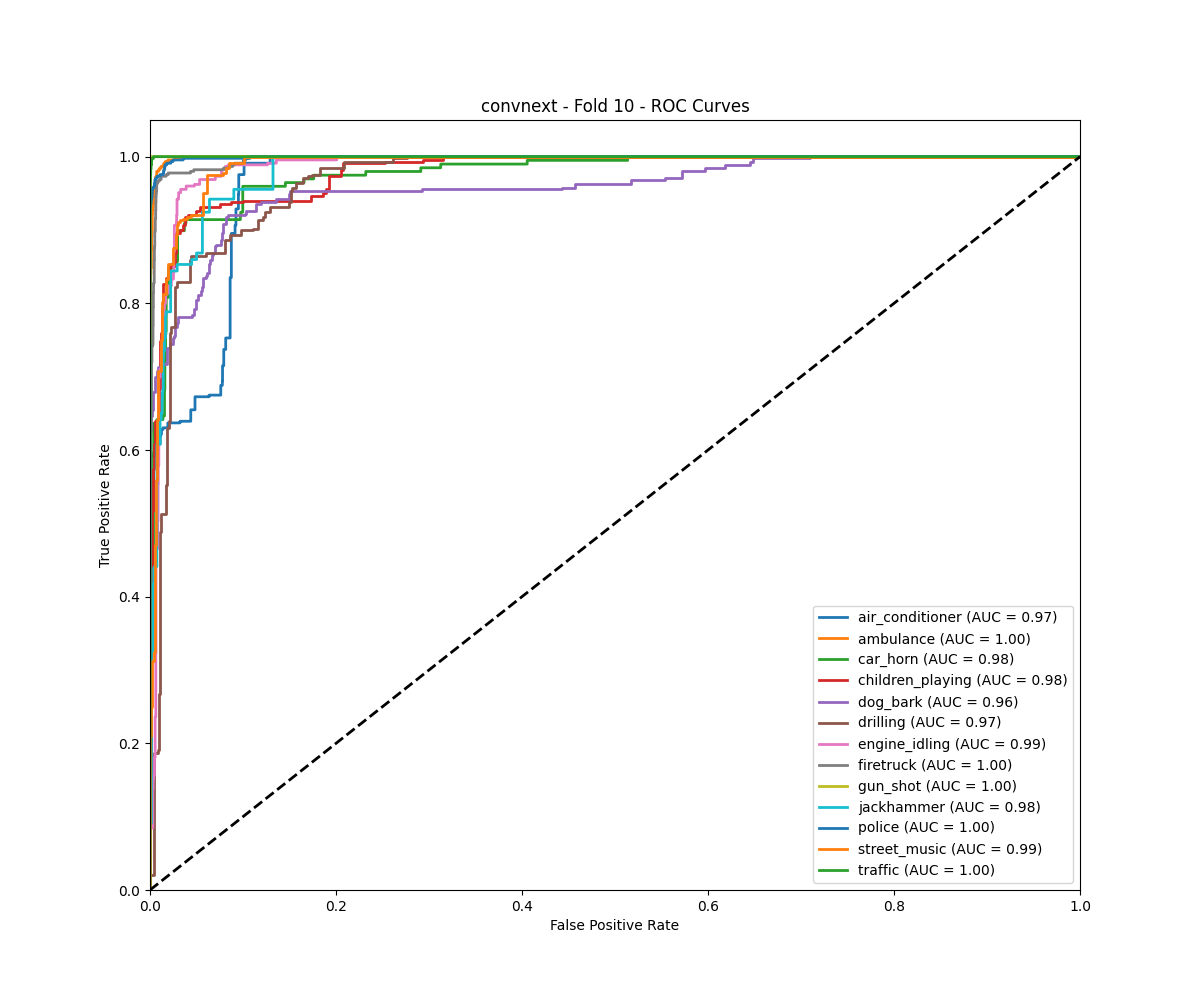 convnext - Fold 10 - ROC Curves
True Positive Rate
1.0
0.8
0.6
0.4
0.2
0.0
air_conditioner (AUC = 0.97)
ambulance (AUC = 1.00)
car_horn (AUC = 0.98)
children_playing (AUC = 0.98)
dog_bark (AUC = 0.96)
drilling (AUC = 0.97)
engine_idling (AUC = 0.99)
firetruck (AUC = 1.00)
gun_shot (AUC = 1.00)
jackhammer (AUC = 0.98)
police (AUC = 1.00)
street_music (AUC = 0.99)
traffic (AUC = 1.00)
0.0 0.2 0.4 0.6 0.8 1.0
False Positive Rate